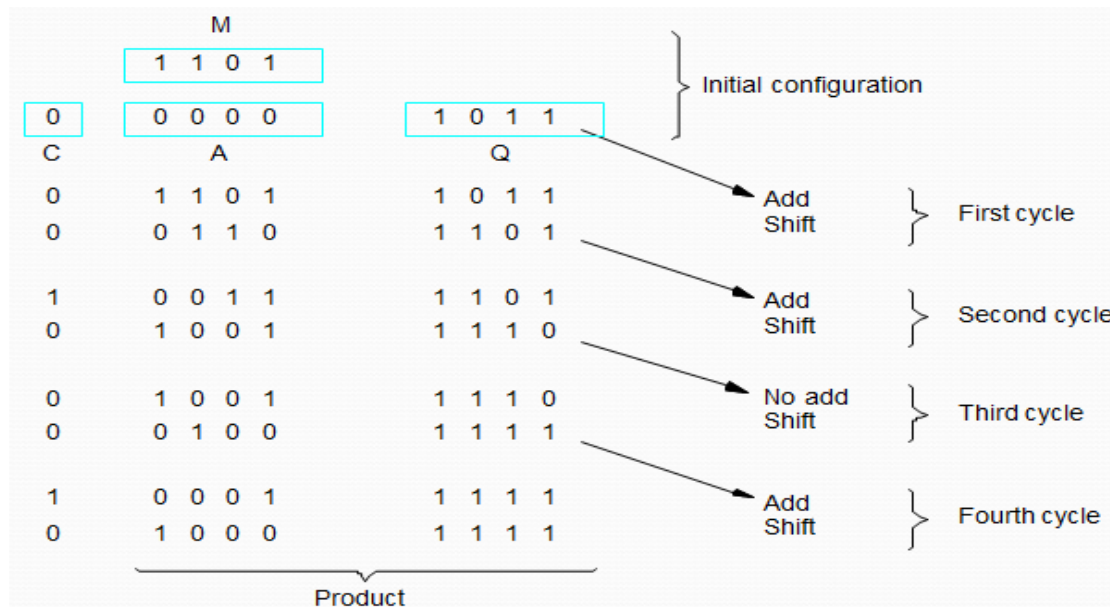 M
1 1 0 1
Initial configuration
0 0 0 0 0 1 0 1 1
C A Q
0 1 1 0 1 1 0 1 1 Add
First cycle
0 0 1 1 0 1 1 0 1 Shift
1 0 0 1 1 1 1 0 1 Add
Second cycle
0 1 0 0 1 1 1 1 0 Shift
0 1 0 0 1 1 1 1 0 No add
Third cycle
0 0 1 0 0 1 1 1 1 Shift
1 0 0 0 1 1 1 1 1 Add
Fourth cycle
0 1 0 0 0 1 1 1 1 Shift
Product